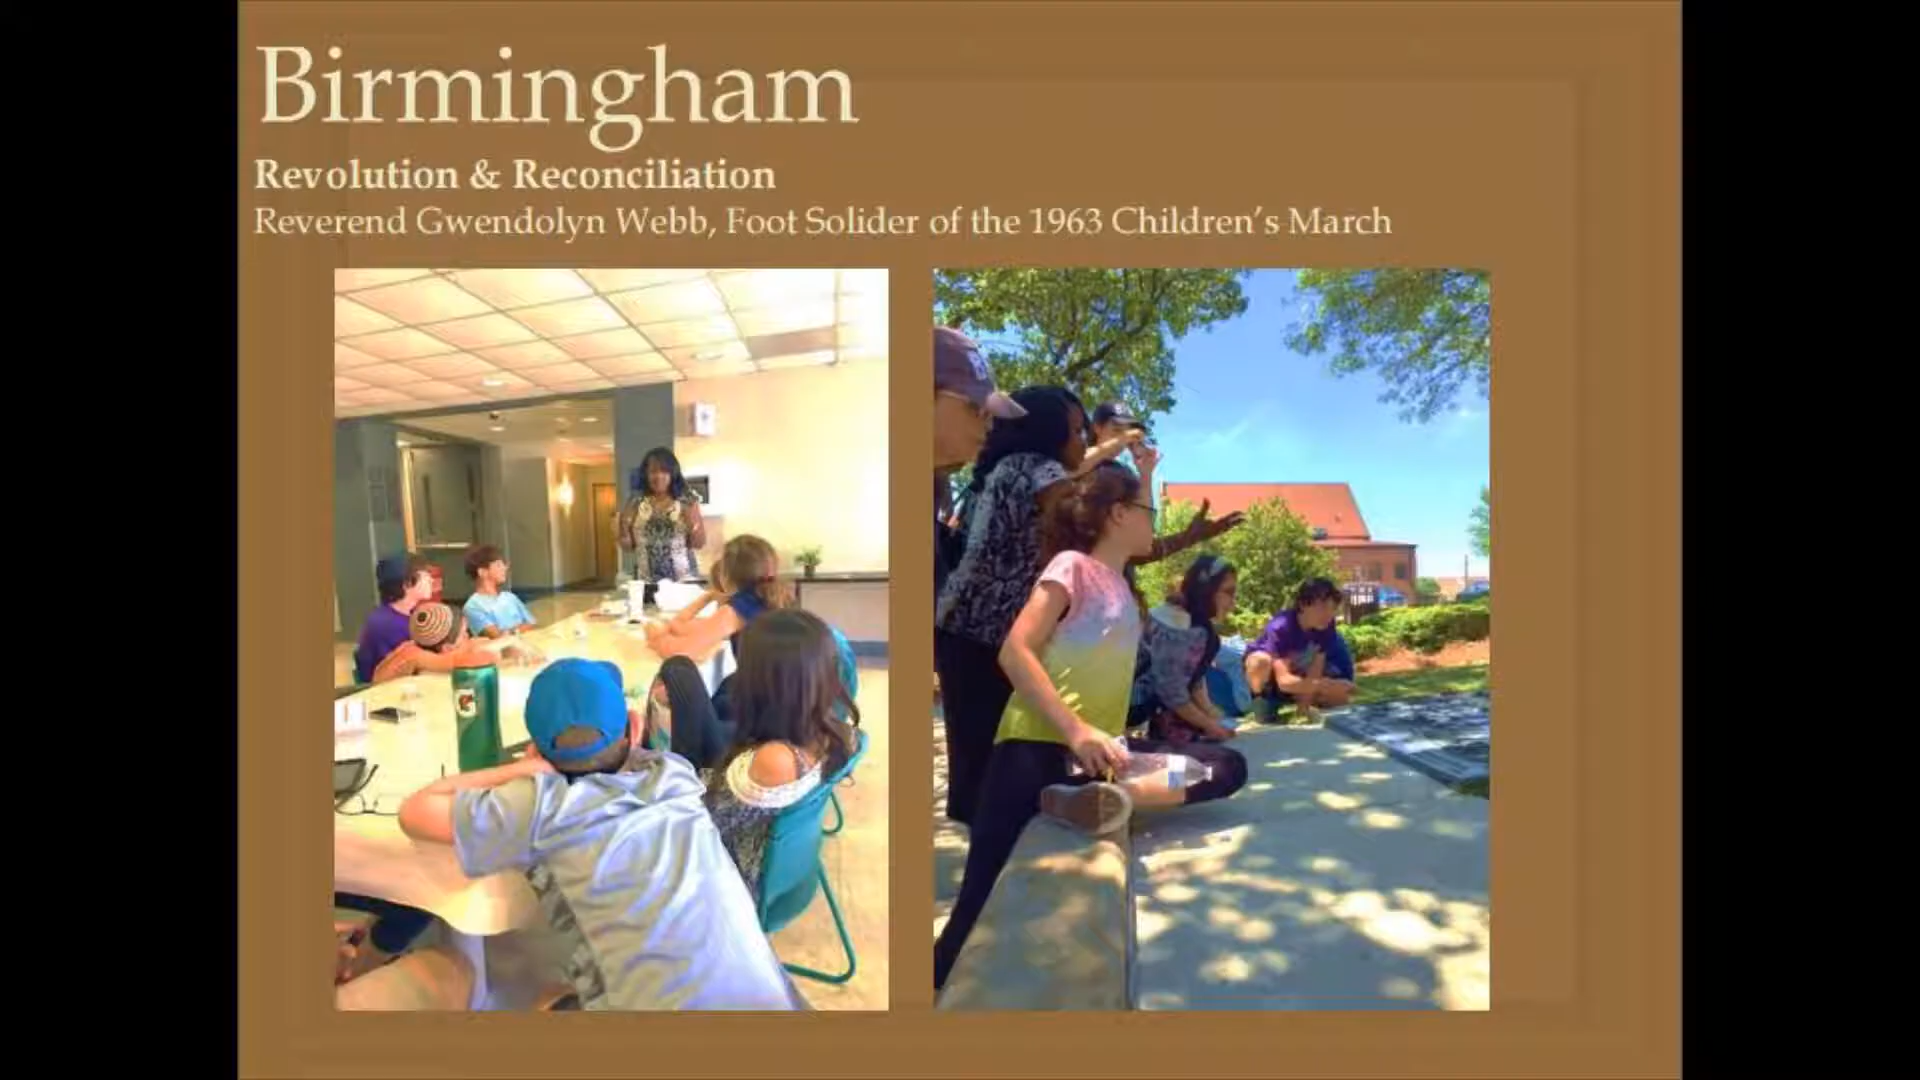 Birmingham
Revolution & Reconciliation
Reverend Gwendolyn Webb, Foot Solider of the 1963 Children's March